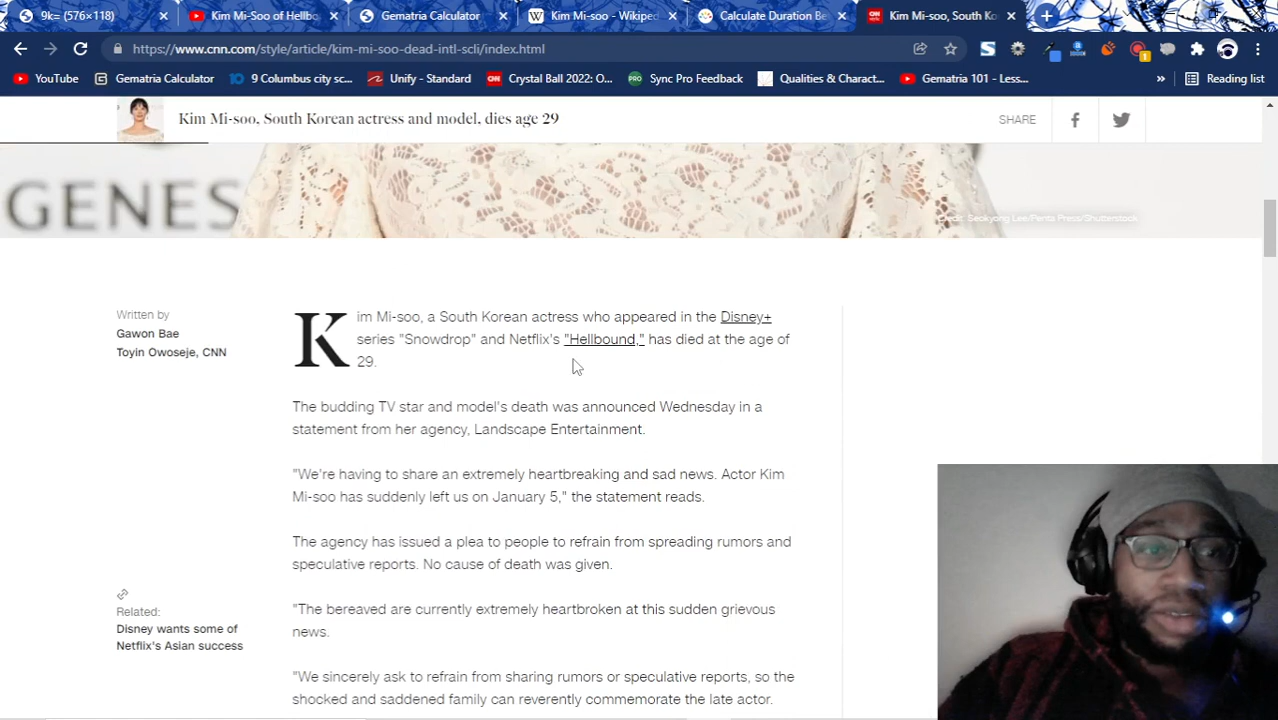 9k= (576×118)
Kim Mi-Soo of Hellbo
Gematria Calculator
Kim Mi-soo - Wikiped
Calculate Duration Be
Kim Mi-soo, South Ko
https://www.cnn.com/style/article/kim-mi-soo-dead-intl-scli/index.html
YouTube
Gematria Calculator
9 Columbus city sc...
Unify - Standard
Crystal Ball 2022: O...
Sync Pro Feedback
Qualities & Charact...
Gematria 101 - Less...
»
Reading list
Kim Mi-soo, South Korean actress and model, dies age 29
SHARE
GENES
Credit: Seokyong Lee/Penta Press/Shutterstock
Written by
Gawon Bae
Toyin Owoseje, CNN
Kim Mi-soo, a South Korean actress who appeared in the Disney+
series "Snowdrop" and Netflix's "Hellbound," has died at the age of
29.
The budding TV star and model's death was announced Wednesday in a
statement from her agency, Landscape Entertainment.
"We're having to share an extremely heartbreaking and sad news. Actor Kim
Mi-soo has suddenly left us on January 5," the statement reads.
The agency has issued a plea to people to refrain from spreading rumors and
speculative reports. No cause of death was given.
Related:
Disney wants some of
Netflix's Asian success
"The bereaved are currently extremely heartbroken at this sudden grievous
news.
"We sincerely ask to refrain from sharing rumors or speculative reports, so the
shocked and saddened family can reverently commemorate the late actor.